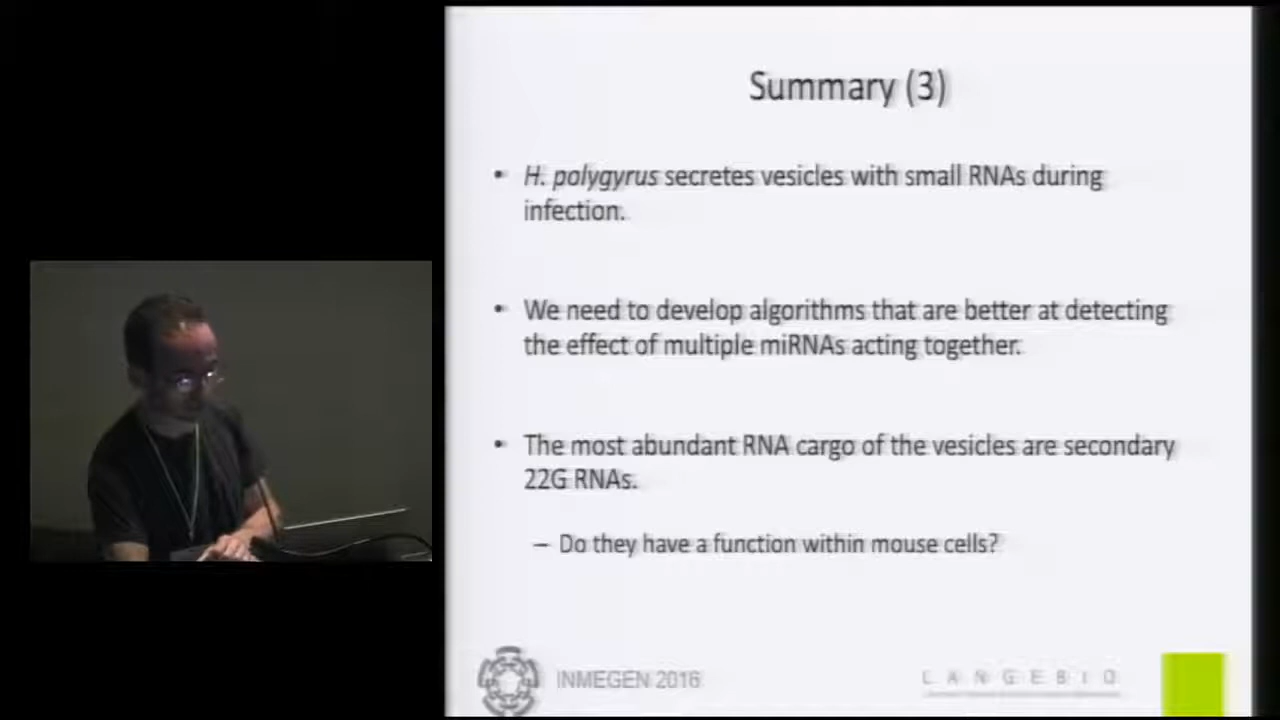 Summary (3)
• H. polygyrus secretes vesicles with small RNAs during
infection.
• We need to develop algorithms that are better at detecting
the effect of multiple miRNAs acting together.
• The most abundant RNA cargo of the vesicles are secondary
22G RNAs.
– Do they have a function within mouse cells?
INMEGEN 2016
LANGEBIO